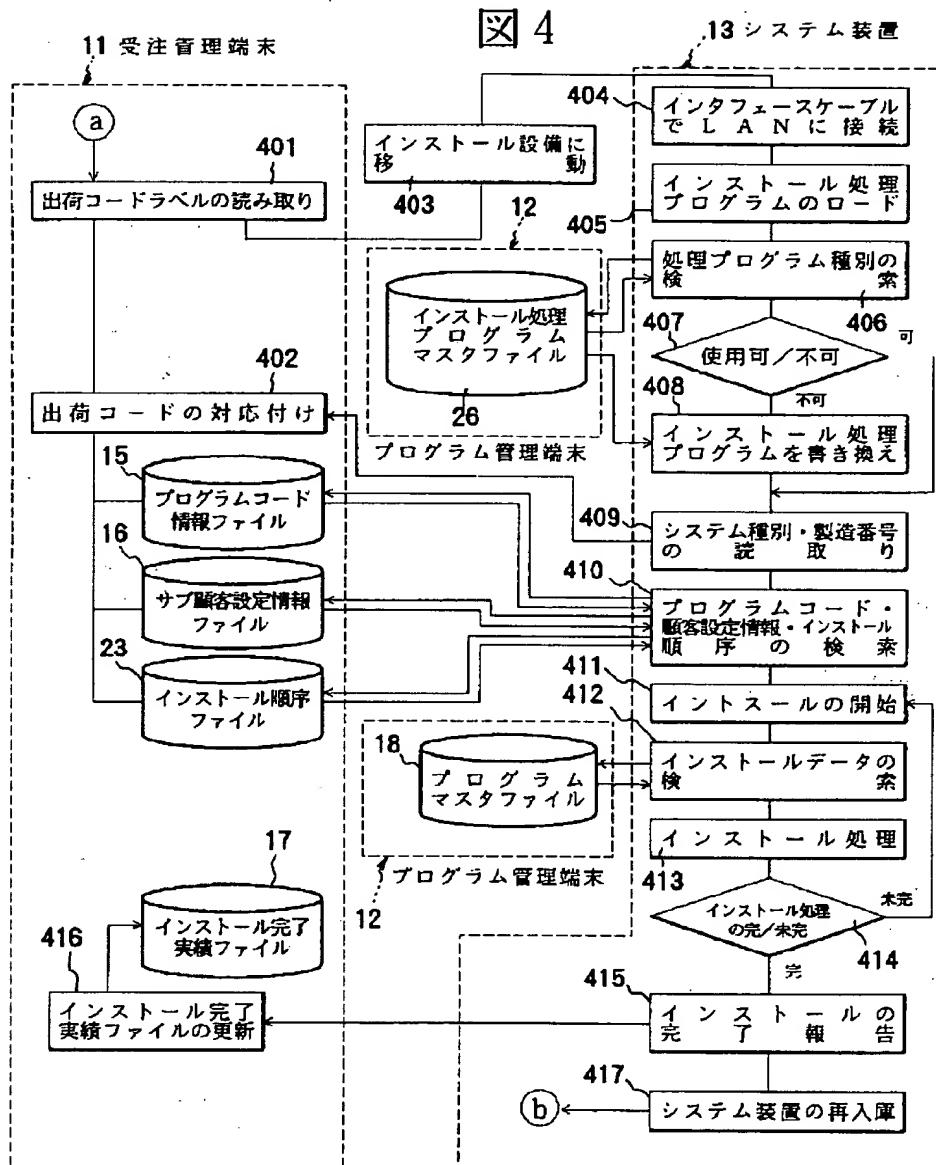 図4
11 受注管理端末
13 システム装置
a
401
出荷コードラベルの読み取り
インストール設備に
移動
403
404
インタフェースケーブル
でLANに接続
インストール処理
プログラムのロード
405
12
インストール処理
プログラム
マスタファイル
26
プログラム管理端末
処理プログラム種別の
検索
406
407
使用可/不可
可
不可
402
出荷コードの対応付け
408
インストール処理
プログラムを書き換え
15
プログラムコード
情報ファイル
409
システム種別・製造番号
の読取り
16
サブ顧客設定情報
ファイル
410
プログラムコード・
顧客設定情報・インストール
順序の検索
23
インストール順序
ファイル
411
イントスールの開始
412
インストールデータの
検索
18
プログラム
マスタファイル
プログラム管理端末
12
インストール処理
413
インストール処理
の完/未完
未完
414
完
17
インストール完了
実績ファイル
416
インストール完了
実績ファイルの更新
415
インストールの
完了報告
417
システム装置の再入庫
b